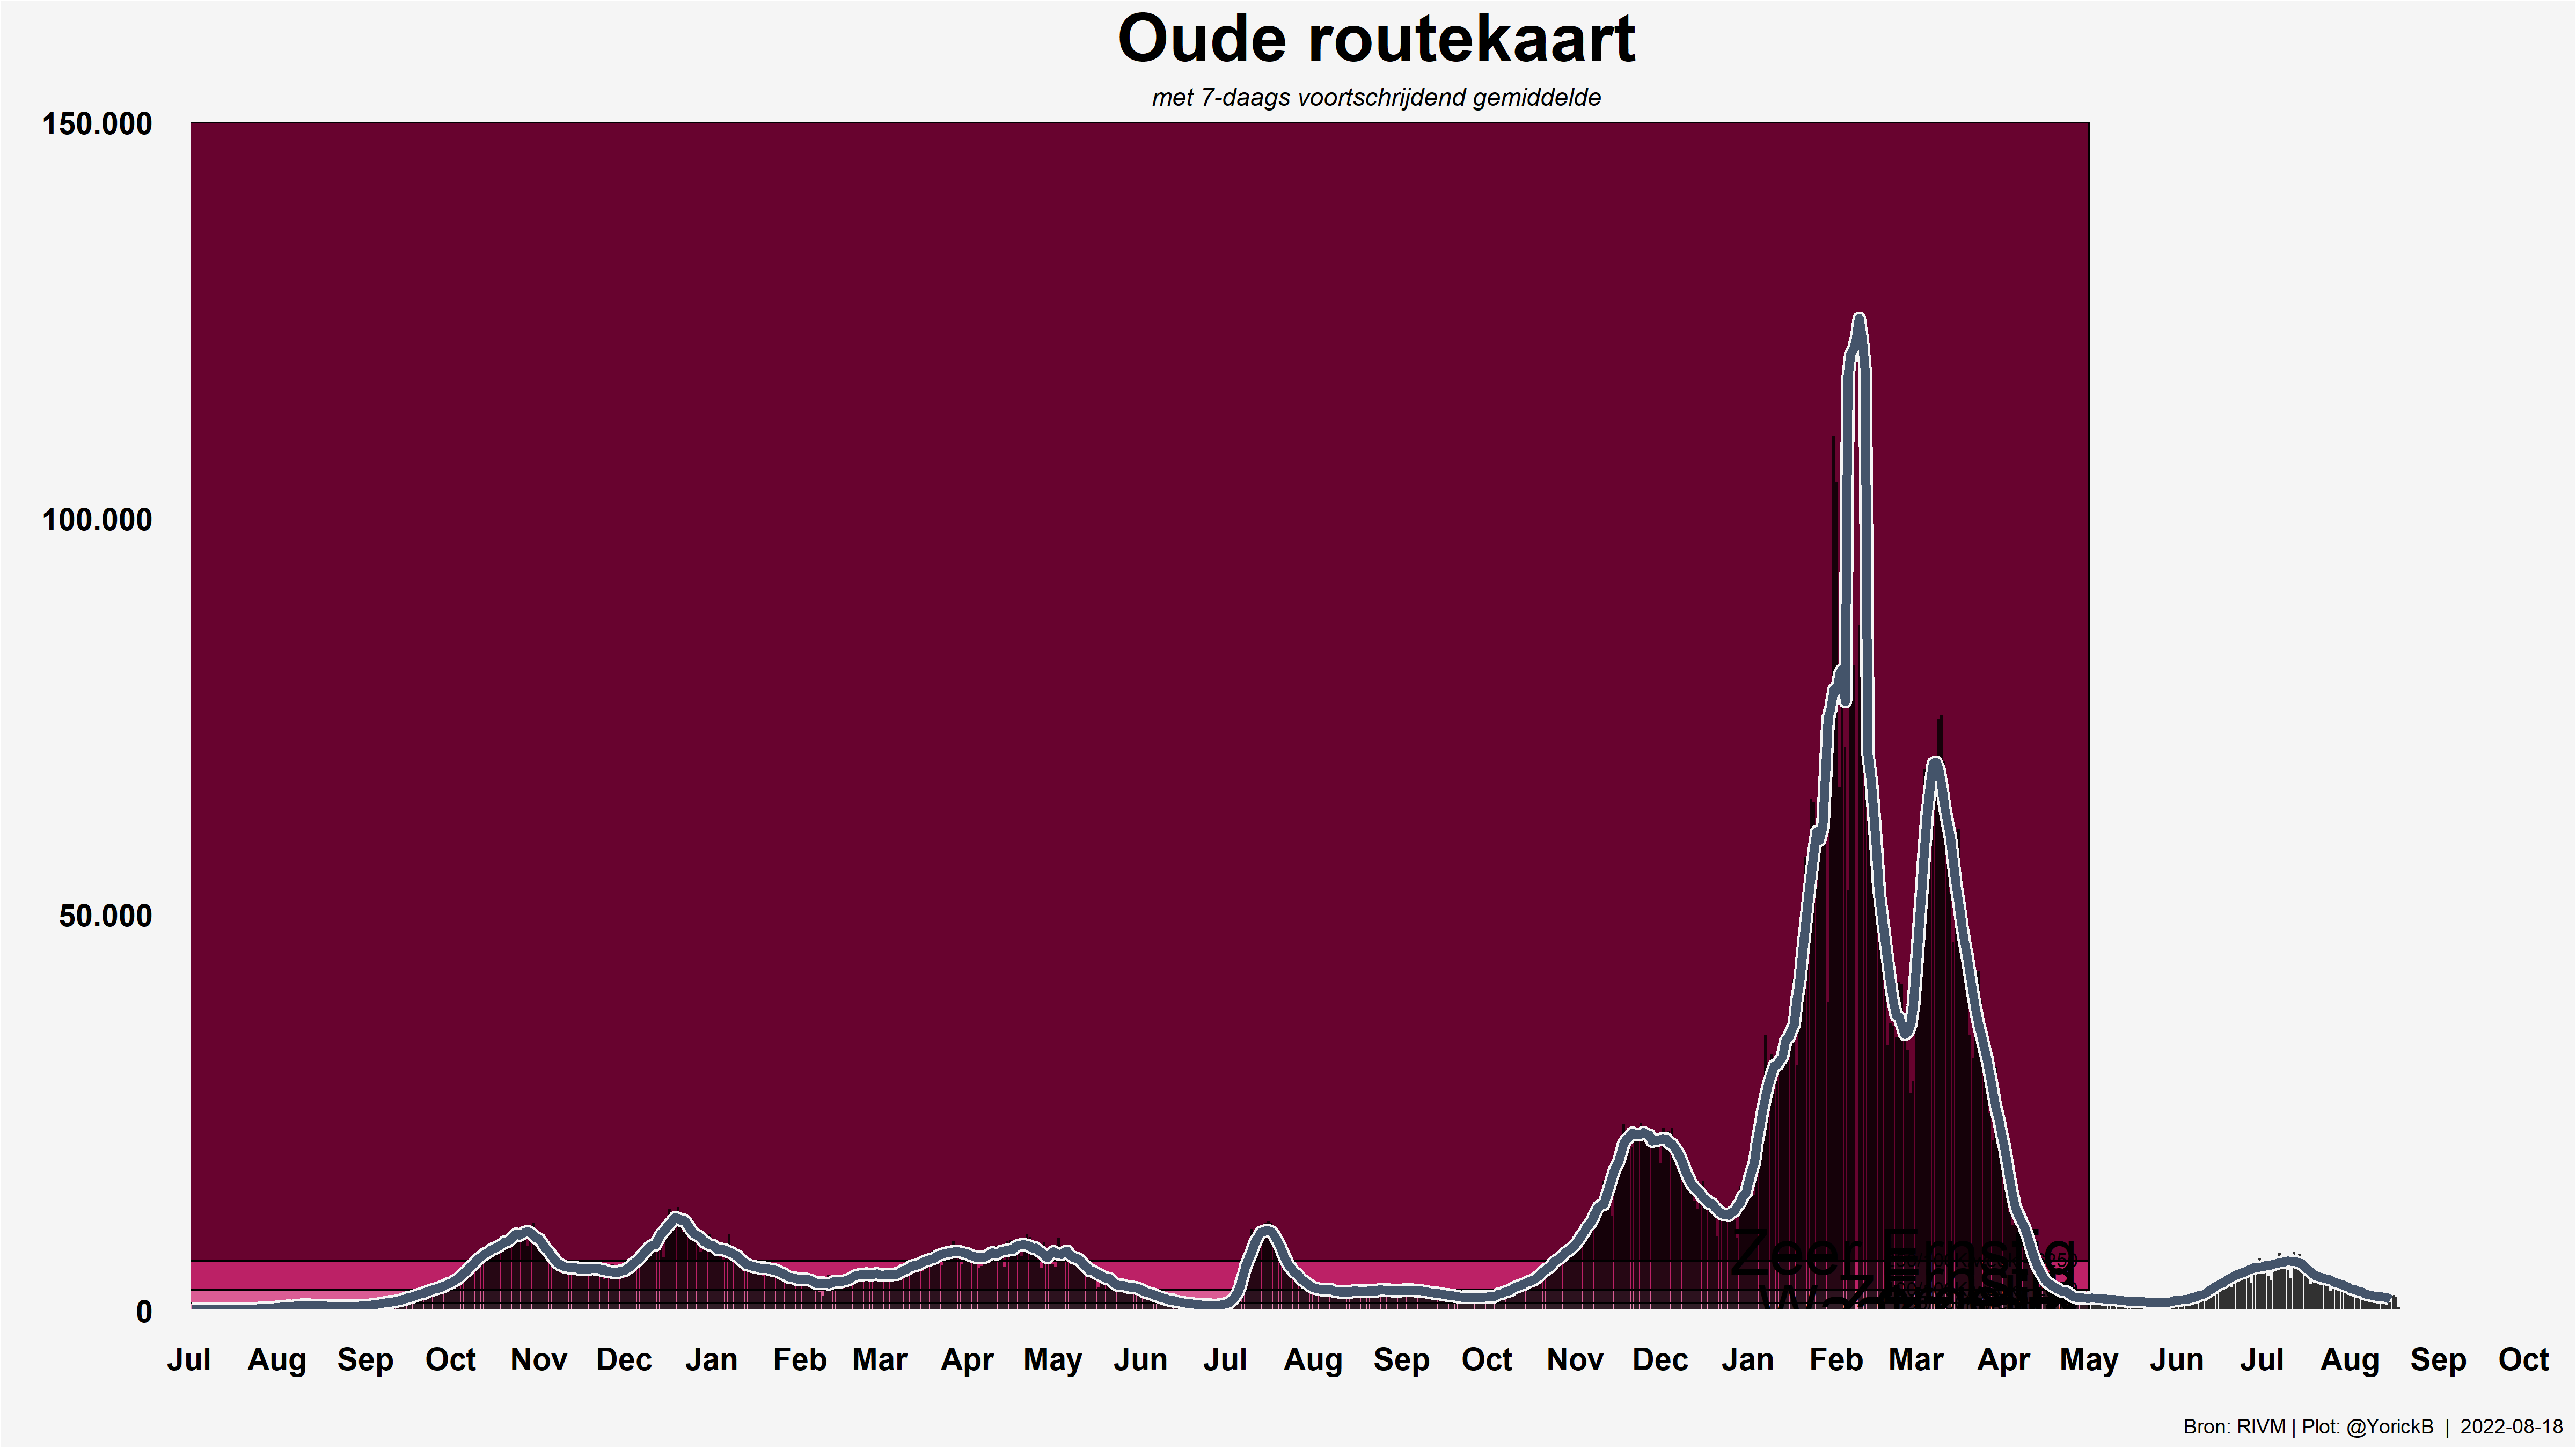 Oude routekaart
met 7-daags voortschrijdend gemiddelde
150.000
100.000
50.000
0
Zeer Ernstig
Jul Aug Sep Oct Nov Dec Jan Feb Mar Apr May Jun Jul Aug Sep Oct Nov Dec Jan Feb Mar Apr May Jun Jul Aug Sep Oct
Bron: RIVM | Plot: @YorickB | 2022-08-18